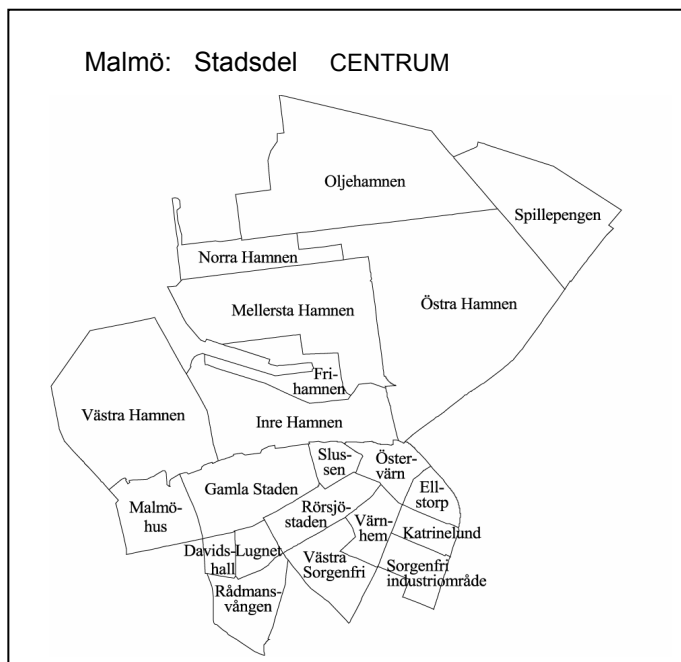 Malmö: Stadsdel CENTRUM
Oljehamnen
Spillepengen
Norra Hamnen
Mellersta Hamnen
Östra Hamnen
Fri-
hamnen
Västra Hamnen
Inre Hamnen
Slus-
sen
Öster-
värn
Gamla Staden
Ell-
storp
Malmö-
hus
Rörsjö-
staden
Värn-
hem
Katrinelund
Davids-
hall
Lugnet
Västra
Sorgenfri
Sorgenfri
industriområde
Rådmans-
vången